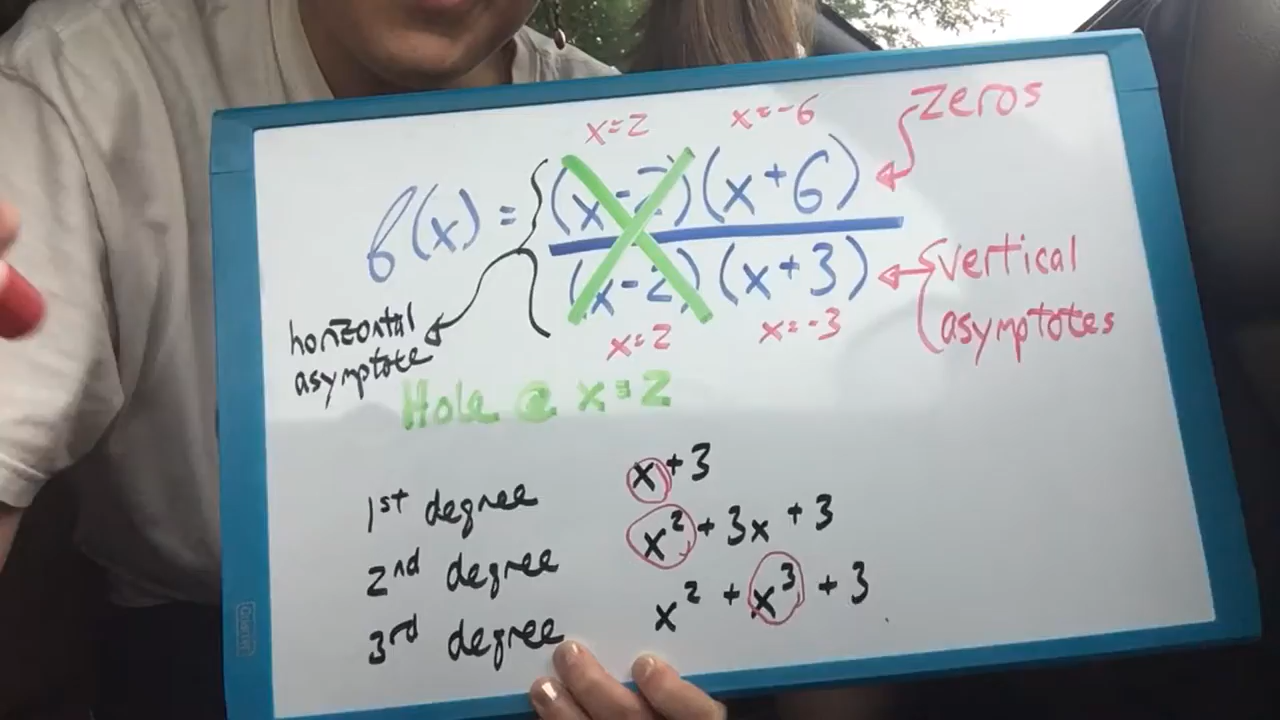 x=2 x=-6 zeros
f(x) = (x-2)(x+6)
(x-2)(x+3) vertical
asymptotes
x=2 x=-3
horizontal
asymptote
Hole @ x=2
1st degree x+3
2nd degree x²+3x+3
3rd degree x²+x³+3
Quartet